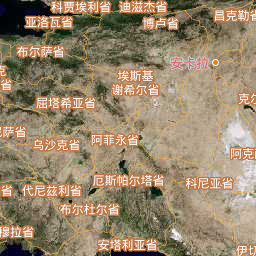 科贾埃利省
迪滋杰省
亚洛瓦省
博卢省
昌克勒省
布尔萨省
安卡拉
埃斯基
谢希尔省
省
屈塔希亚省
克
阿菲永省
乌沙克省
阿克
厄斯帕尔塔省
科尼亚省
代尼兹利省
布尔杜尔省
穆拉省
安塔利亚省
伊切